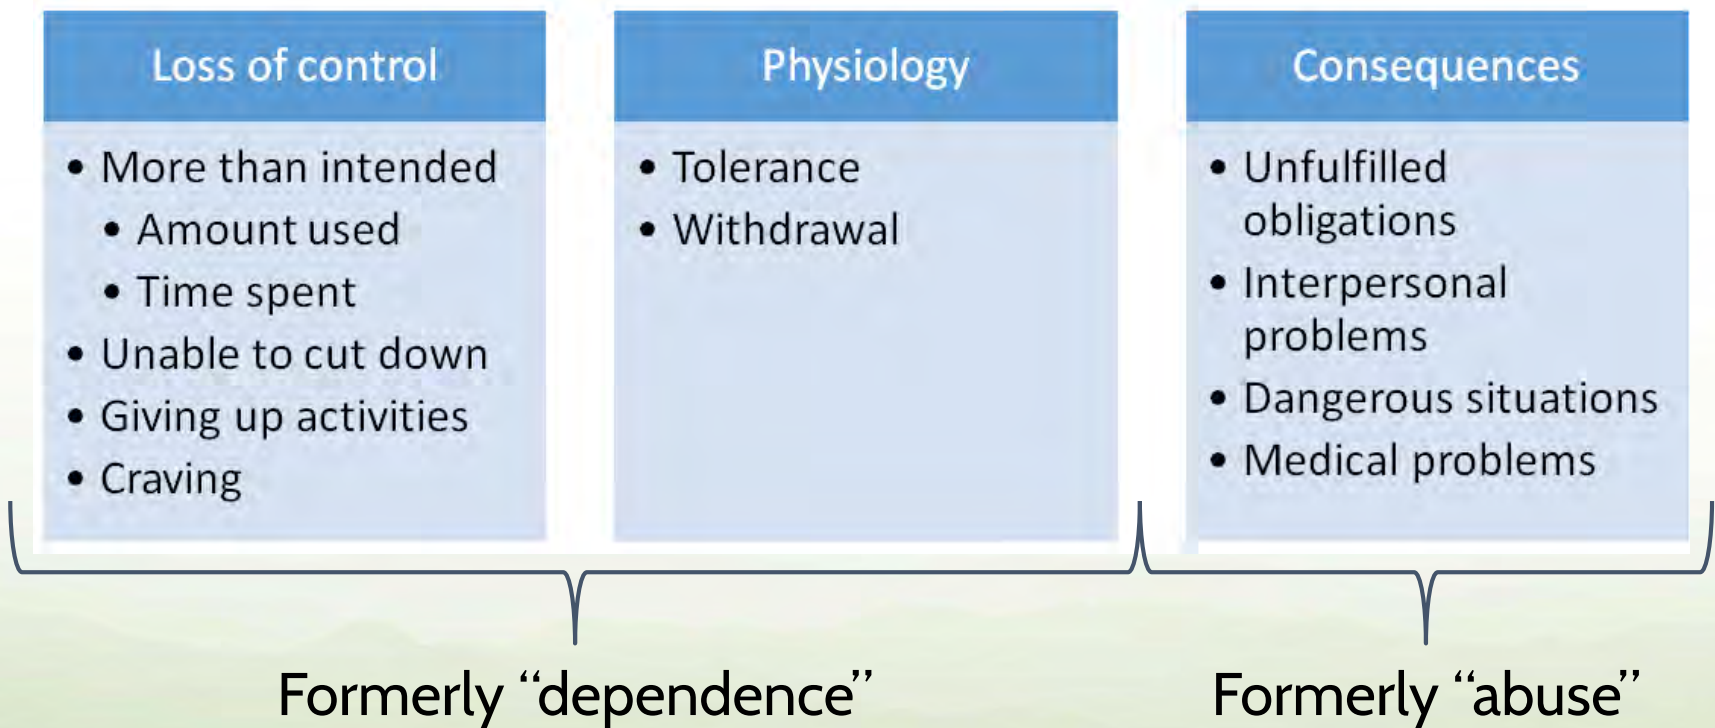 Loss of control
• More than intended
• Amount used
• Time spent
• Unable to cut down
• Giving up activities
• Craving
Physiology
• Tolerance
• Withdrawal
Consequences
• Unfulfilled
obligations
• Interpersonal
problems
• Dangerous situations
• Medical problems
Formerly “dependence”
Formerly “abuse”